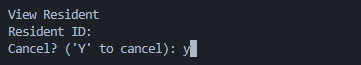 View Resident
Resident ID:
Cancel? ('Y' to cancel): y